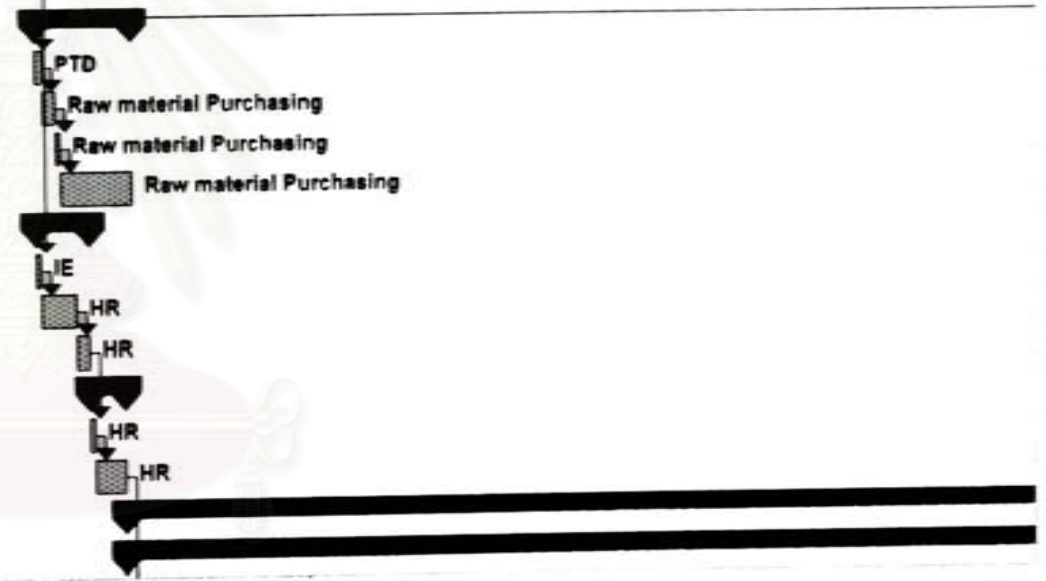 PTD
Raw material Purchasing
Raw material Purchasing
Raw material Purchasing
IE
HR
HR
HR
HR